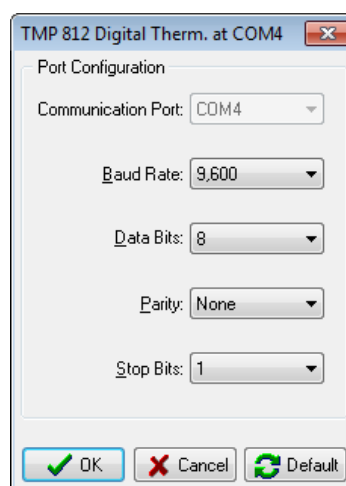 TMP 812 Digital Therm. at COM4
Port Configuration
Communication Port: COM4
Baud Rate: 9,600
Data Bits: 8
Parity: None
Stop Bits: 1
OK Cancel Default